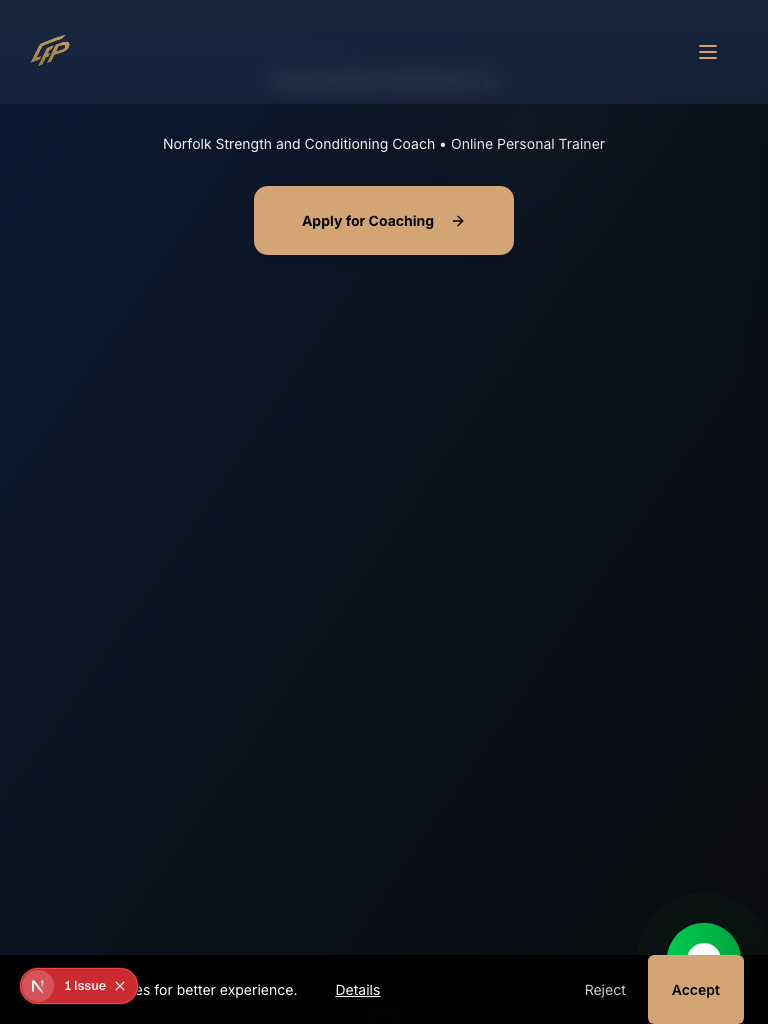 LFP
Norfolk Strength and Conditioning Coach • Online Personal Trainer
Apply for Coaching
N 1 Issue
es for better experience. Details Reject Accept